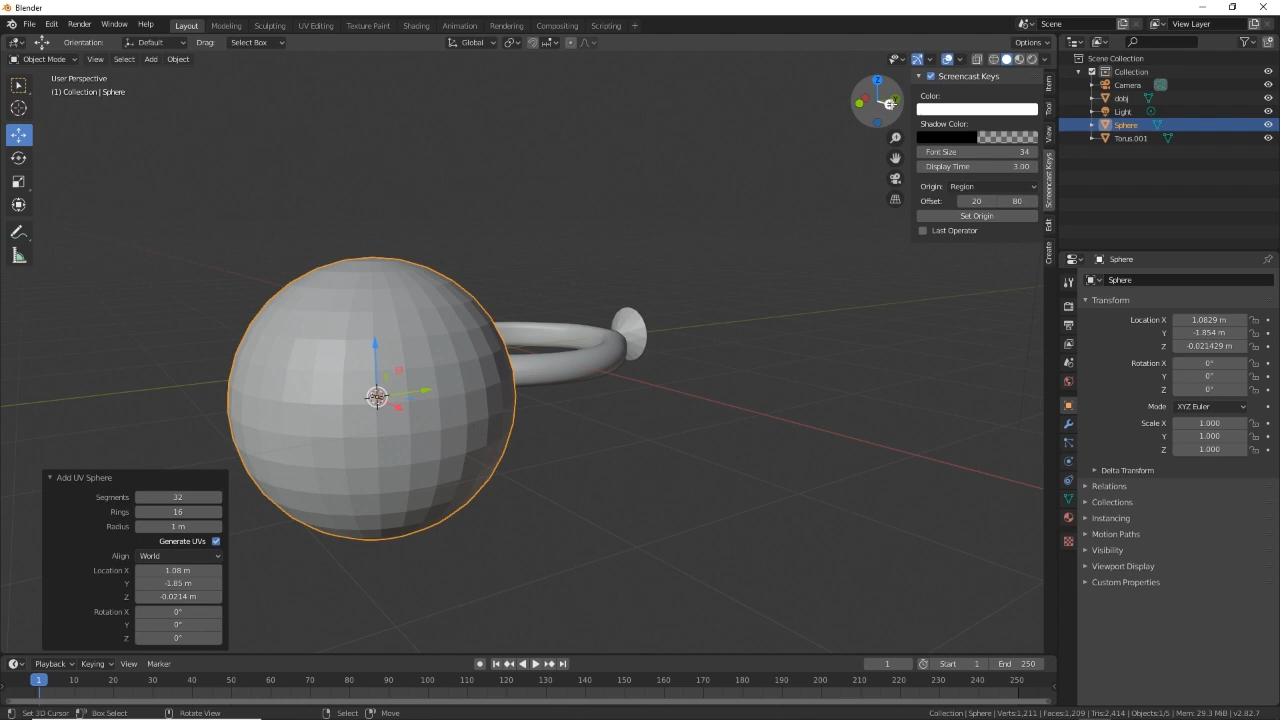 Blender
File Edit Render Window Help Layout Modeling Sculpting UV Editing Texture Paint Shading Animation Rendering Compositing Scripting + Scene View Layer
Orientation: Default Drag: Select Box Global Options
Object Mode View Select Add Object
User Perspective
(1) Collection | Sphere
Z
Screencast Keys
Color:
Shadow Color:
Font Size 34
Display Time 3.00
Origin: Region
Offset: 20 80
Set Origin
Last Operator
Item
Tool
View
Screencast Keys
Edit
Create
Scene Collection
Collection
Camera
dobj
Light
Sphere
Torus.001
Sphere
Sphere
Transform
Location X 1.0829 m
Y -1.854 m
Z -0.021429 m
Rotation X 0°
Y 0°
Z 0°
Mode XYZ Euler
Scale X 1.000
Y 1.000
Z 1.000
Delta Transform
Relations
Collections
Instancing
Motion Paths
Visibility
Viewport Display
Custom Properties
Add UV Sphere
Segments 32
Rings 16
Radius 1 m
Generate UVs
Align World
Location X 1.08 m
Y -1.85 m
Z -0.0214 m
Rotation X 0°
Y 0°
Z 0°
Playback Keying View Marker 1 Start 1 End 250
1 10 20 30 40 50 60 70 80 90 100 110 120 130 140 150 160 170 180 190 200 210 220 230 240 250
Set 3D Cursor Box Select Rotate View Select Move Collection | Sphere | Verts:1,211 | Faces:1,209 | Tris:2,414 | Objects:1/5 | Mem: 29.3 MiB | v2.82.7